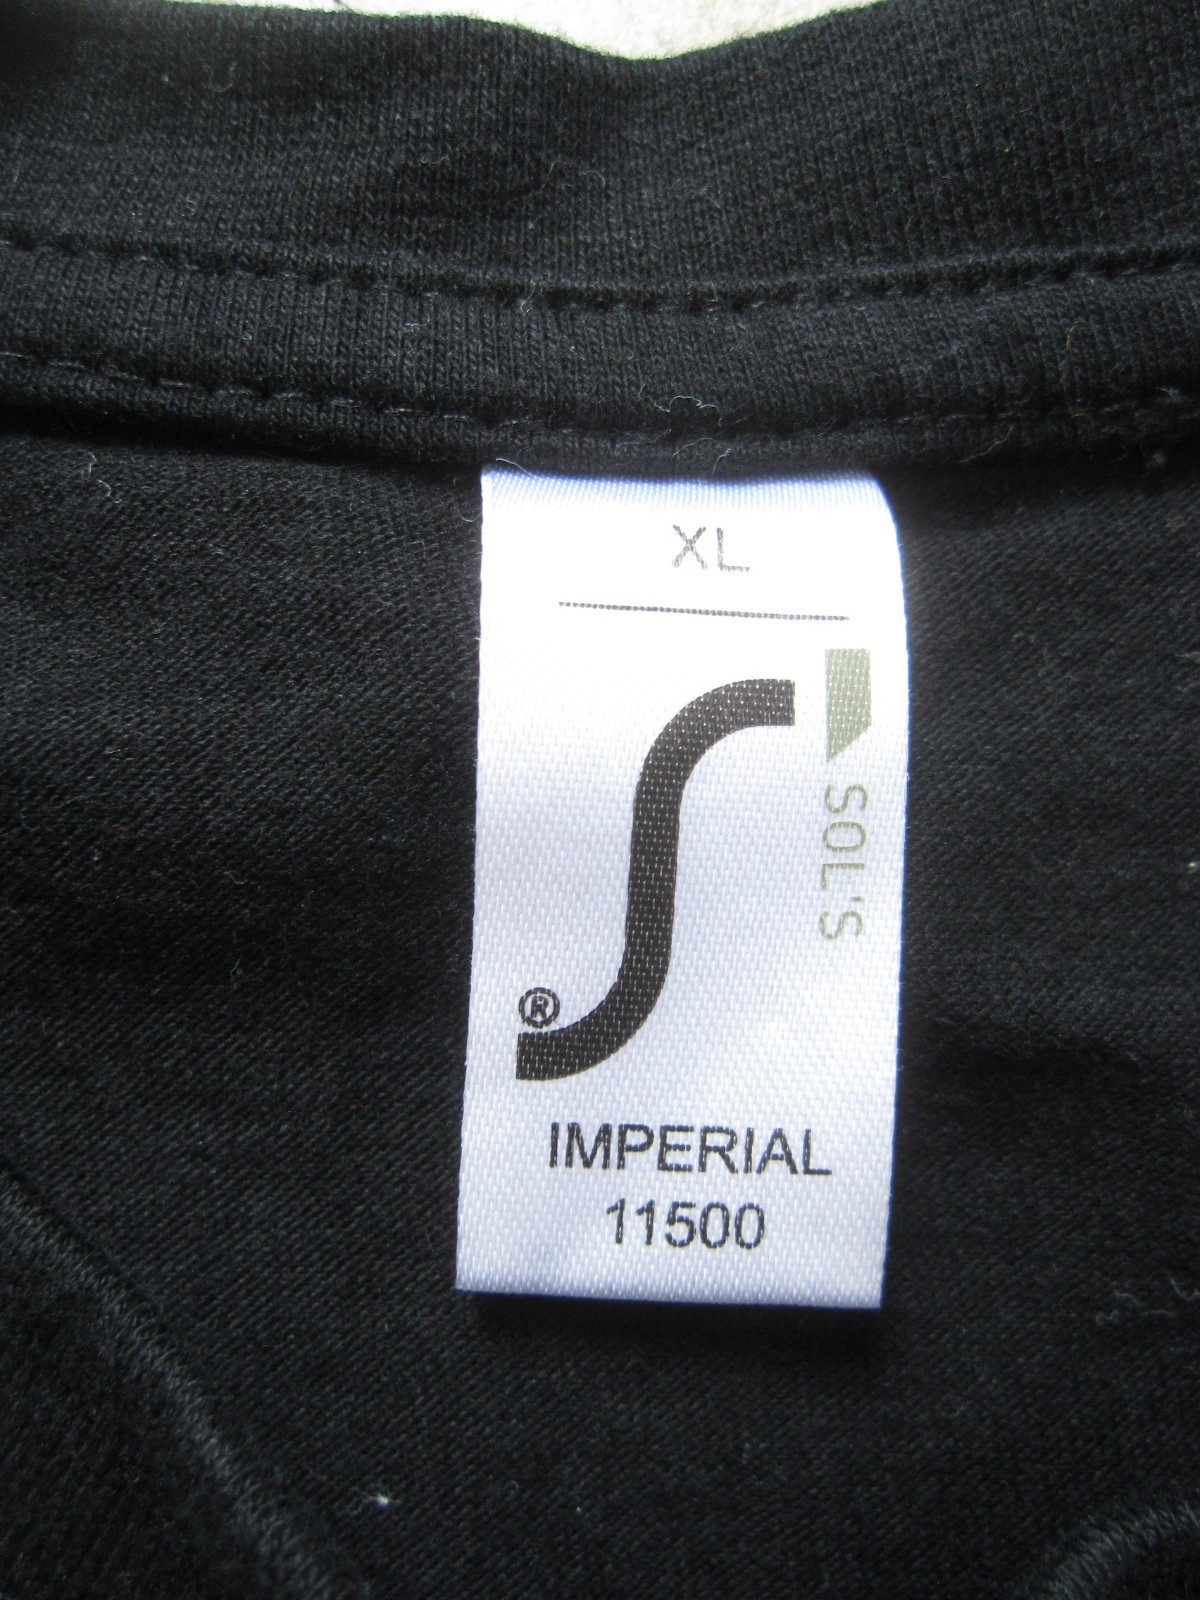 XL
SOL'S
®
IMPERIAL
11500